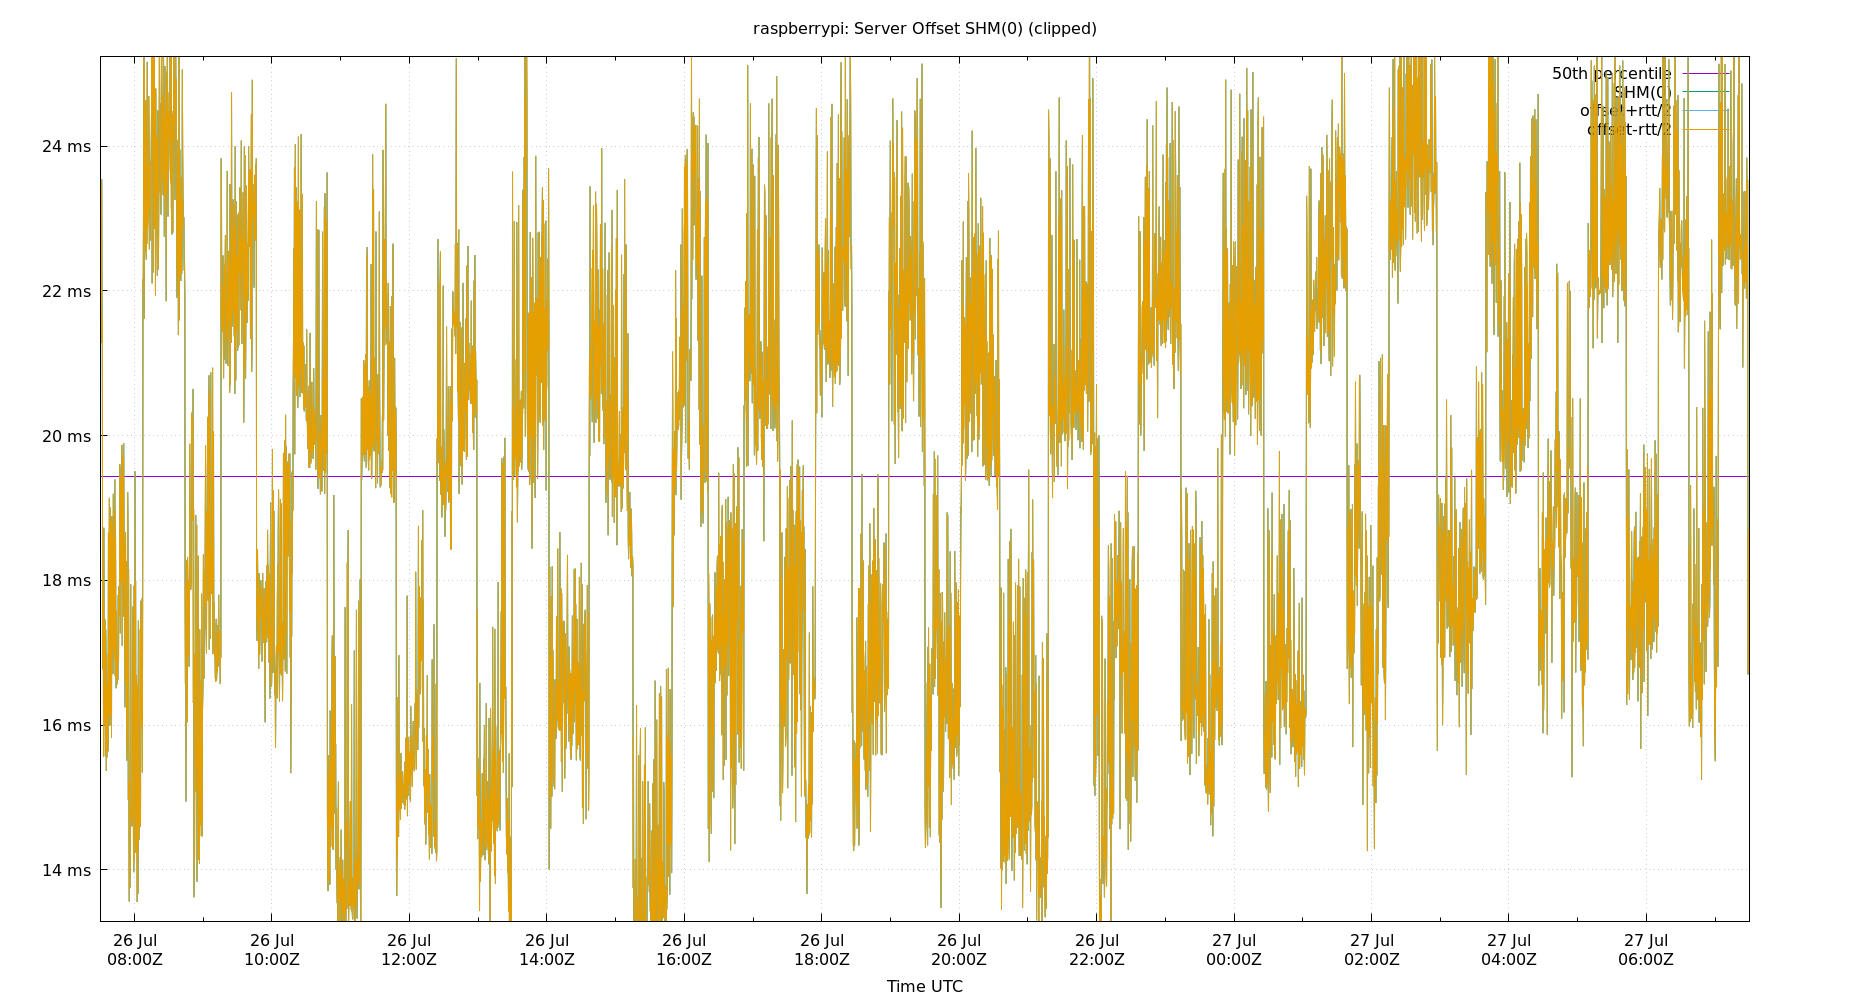 raspberrypi: Server Offset SHM(0) (clipped)
50th percentile
SHM(0)
offset+rtt/2
offset-rtt/2
24 ms
22 ms
20 ms
18 ms
16 ms
14 ms
26 Jul 26 Jul 26 Jul 26 Jul 26 Jul 26 Jul 26 Jul 26 Jul 27 Jul 27 Jul 27 Jul 27 Jul
08:00Z 10:00Z 12:00Z 14:00Z 16:00Z 18:00Z 20:00Z 22:00Z 00:00Z 02:00Z 04:00Z 06:00Z
Time UTC